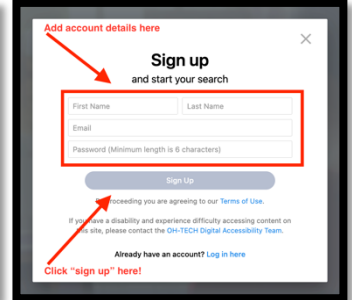 Add account details here
Sign up
and start your search
First Name
Last Name
Email
Password (Minimum length is 6 characters)
Sign Up
proceeding you are agreeing to our Terms of Use.
If you have a disability and experience difficulty accessing content on
this site, please contact the OH-TECH Digital Accessibility Team.
Already have an account? Log in here
Click “sign up” here!